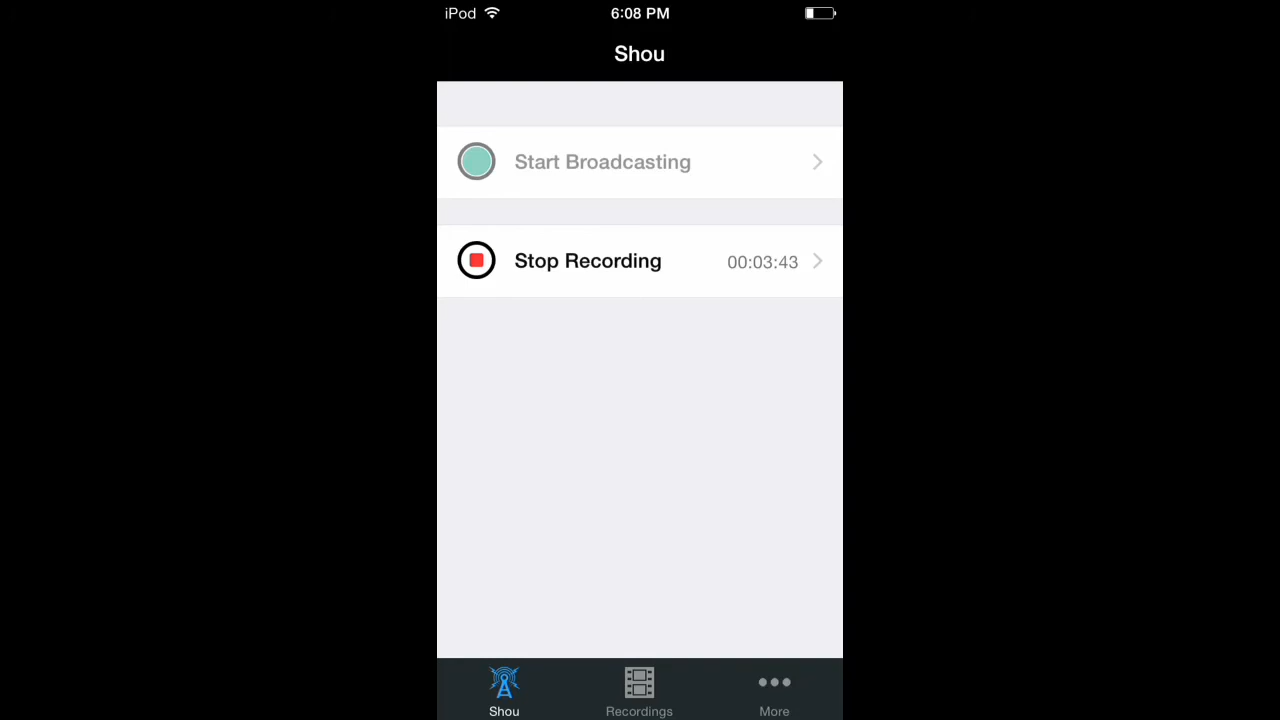 iPod 6:08 PM
Shou
Start Broadcasting
Stop Recording 00:03:43
Shou Recordings More